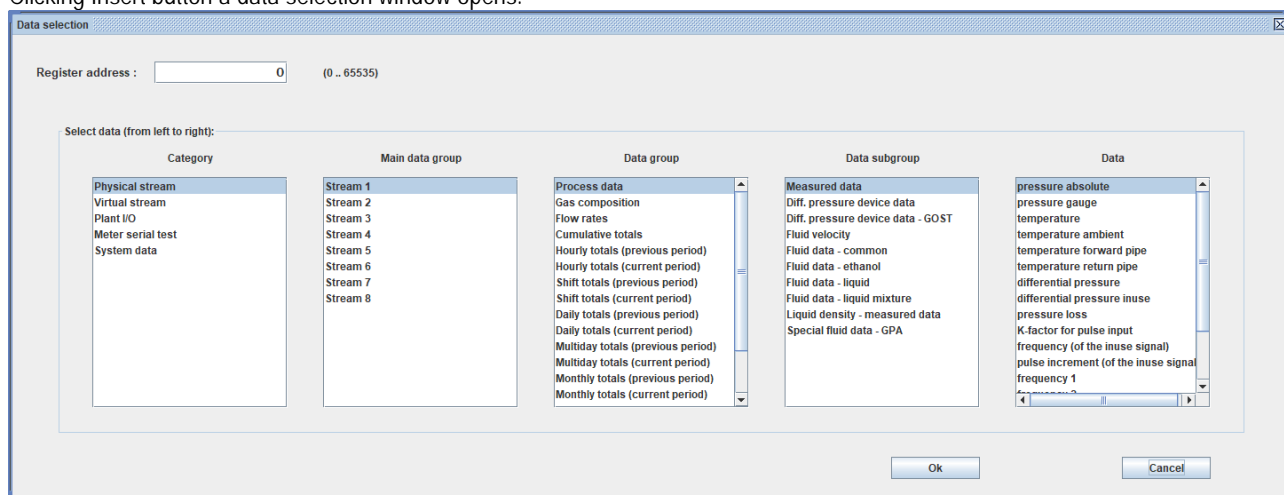 Clicking Insert button a data selection window opens:
Data selection
Register address :
0
(0 .. 65535)
Select data (from left to right):
Category
Physical stream
Virtual stream
Plant I/O
Meter serial test
System data
Main data group
Stream 1
Stream 2
Stream 3
Stream 4
Stream 5
Stream 6
Stream 7
Stream 8
Data group
Process data
Gas composition
Flow rates
Cumulative totals
Hourly totals (previous period)
Hourly totals (current period)
Shift totals (previous period)
Shift totals (current period)
Daily totals (previous period)
Daily totals (current period)
Multiday totals (previous period)
Multiday totals (current period)
Monthly totals (previous period)
Monthly totals (current period)
Data subgroup
Measured data
Diff. pressure device data
Diff. pressure device data - GOST
Fluid velocity
Fluid data - common
Fluid data - ethanol
Fluid data - liquid
Fluid data - liquid mixture
Liquid density - measured data
Special fluid data - GPA
Data
pressure absolute
pressure gauge
temperature
temperature ambient
temperature forward pipe
temperature return pipe
differential pressure
differential pressure inuse
pressure loss
K-factor for pulse input
frequency (of the inuse signal)
pulse increment (of the inuse signal
frequency 1
Ok
Cancel